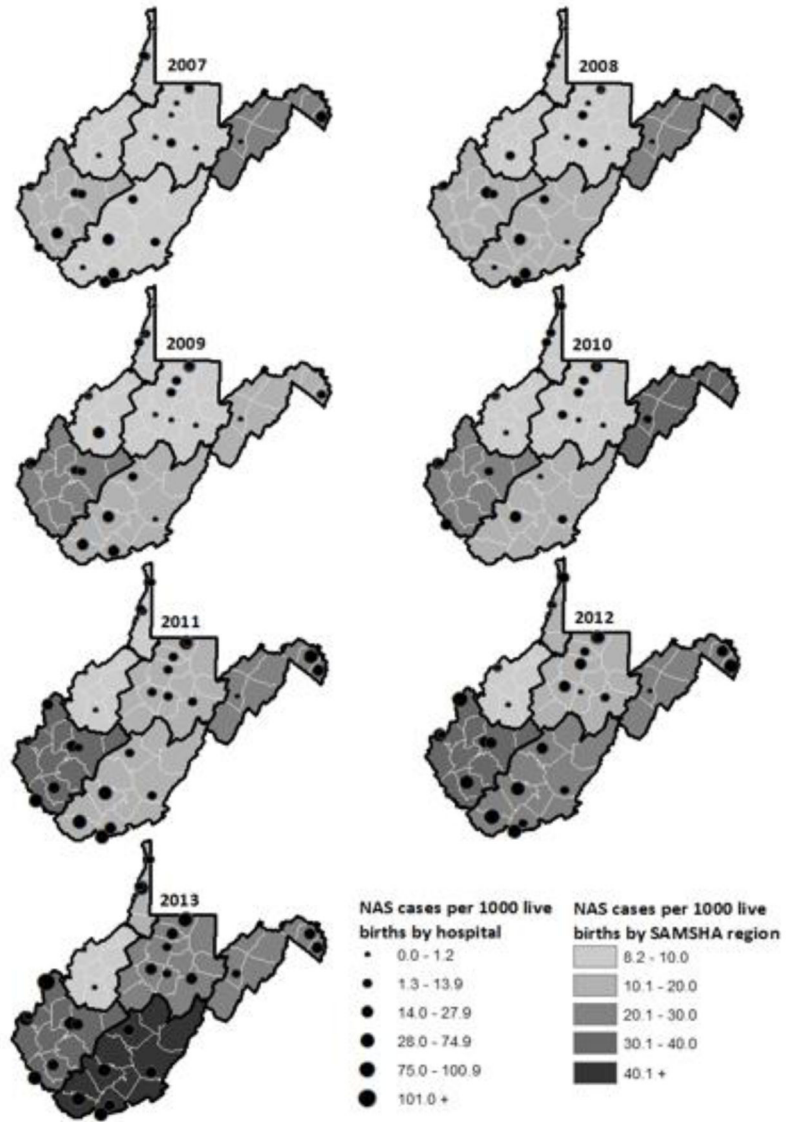 2007
2008
2009
2010
2011
2012
2013
NAS cases per 1000 live
births by hospital
0.0 - 1.2
1.3 - 13.9
14.0 - 27.9
28.0 - 74.9
75.0 - 100.9
101.0 +
NAS cases per 1000 live
births by SAMSHA region
8.2 - 10.0
10.1 - 20.0
20.1 - 30.0
30.1 - 40.0
40.1 +